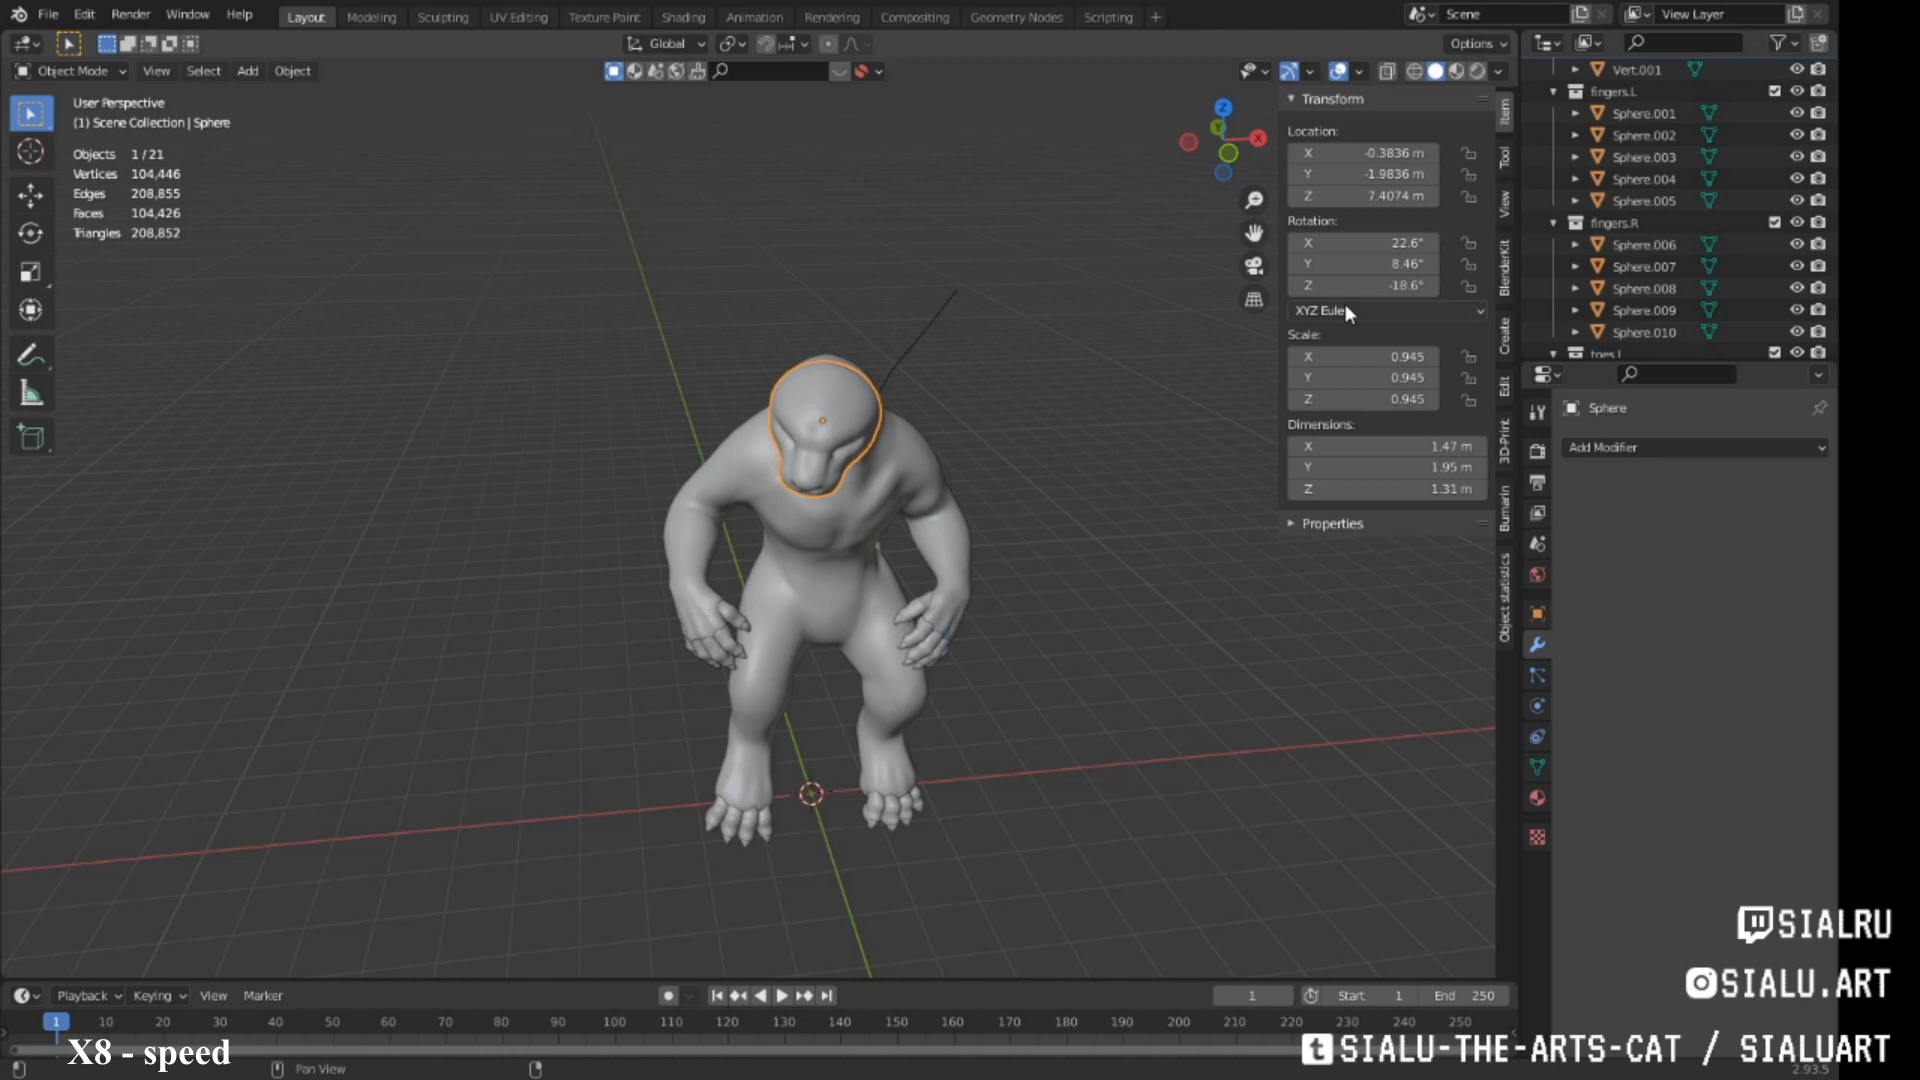 File Edit Render Window Help Layout Modeling Sculpting UV Editing Texture Paint Shading Animation Rendering Compositing Geometry Nodes Scripting + Scene View Layer
Global Options
Object Mode View Select Add Object
User Perspective
(1) Scene Collection | Sphere
Objects 1 / 21
Vertices 104,446
Edges 208,855
Faces 104,426
Triangles 208,852
Z
Y
X
Transform
Location:
X -0.3836 m
Y -1.9836 m
Z 7.4074 m
Rotation:
X 22.6°
Y 8.46°
Z -18.6°
XYZ Eule
Scale:
X 0.945
Y 0.945
Z 0.945
Dimensions:
X 1.47 m
Y 1.95 m
Z 1.31 m
Properties
Item
Tool
View
BlenderKit
Create
Edit
3D-Print
Bumarin
Object statistics
Vert.001
fingers.L
Sphere.001
Sphere.002
Sphere.003
Sphere.004
Sphere.005
fingers.R
Sphere.006
Sphere.007
Sphere.008
Sphere.009
Sphere.010
toes.l
Sphere
Add Modifier
SIALRU
SIALU.ART
SIALU-THE-ARTS-CAT / SIALUART
Playback Keying View Marker 1 Start 1 End 250
1 10 20 30 40 50 60 70 80 90 100 110 120 130 140 150 160 170 180 190 200 210 220 230 240 250
X8 - speed
Pan View
2.93.5